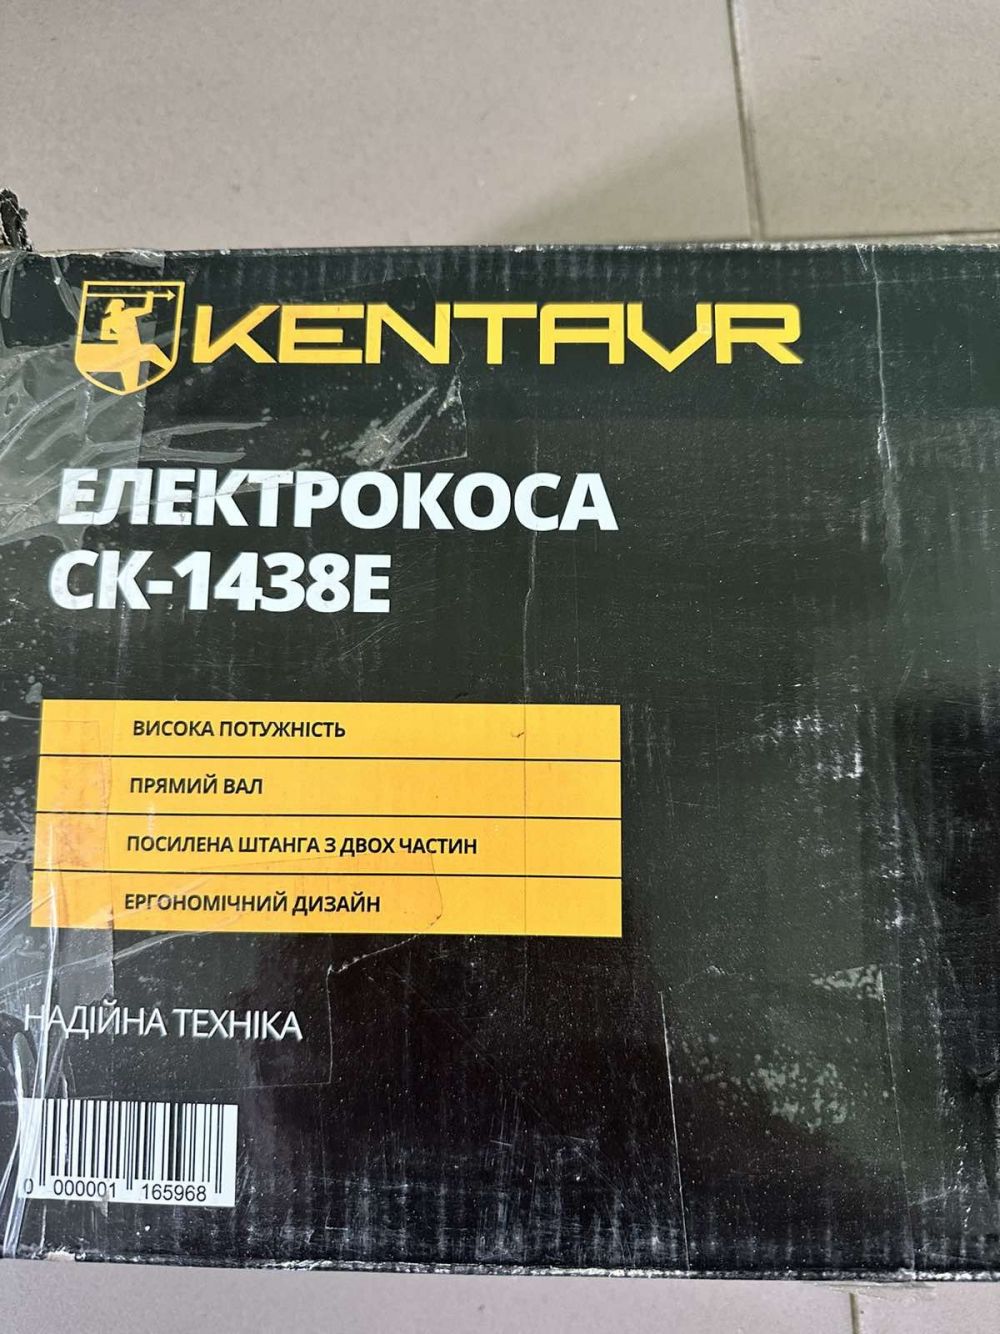 KENTAVR
ЕЛЕКТРОКОСА
СК-1438Е
ВИСОКА ПОТУЖНІСТЬ
ПРЯМИЙ ВАЛ
ПОСИЛЕНА ШТАНГА З ДВОХ ЧАСТИН
ЕРГОНОМІЧНИЙ ДИЗАЙН
НАДІЙНА ТЕХНІКА
0 000001 165968